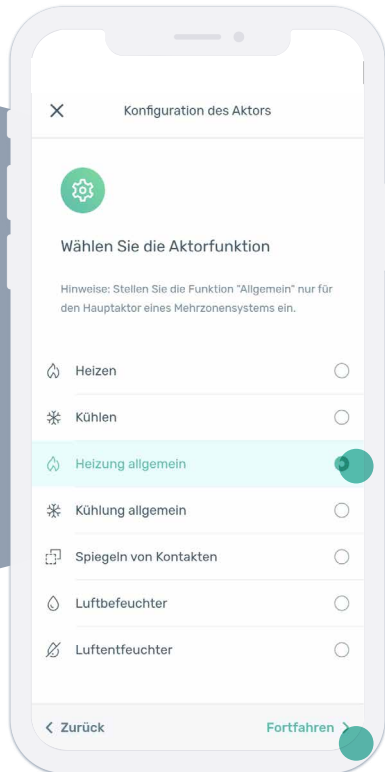 Konfiguration des Aktors
Wählen Sie die Aktorfunktion
Hinweise: Stellen Sie die Funktion "Allgemein" nur für
den Hauptaktor eines Mehrzonensystems ein.
Heizen
Kühlen
Heizung allgemein
Kühlung allgemein
Spiegeln von Kontakten
Luftbefeuchter
Luftentfeuchter
Zurück
Fortfahren